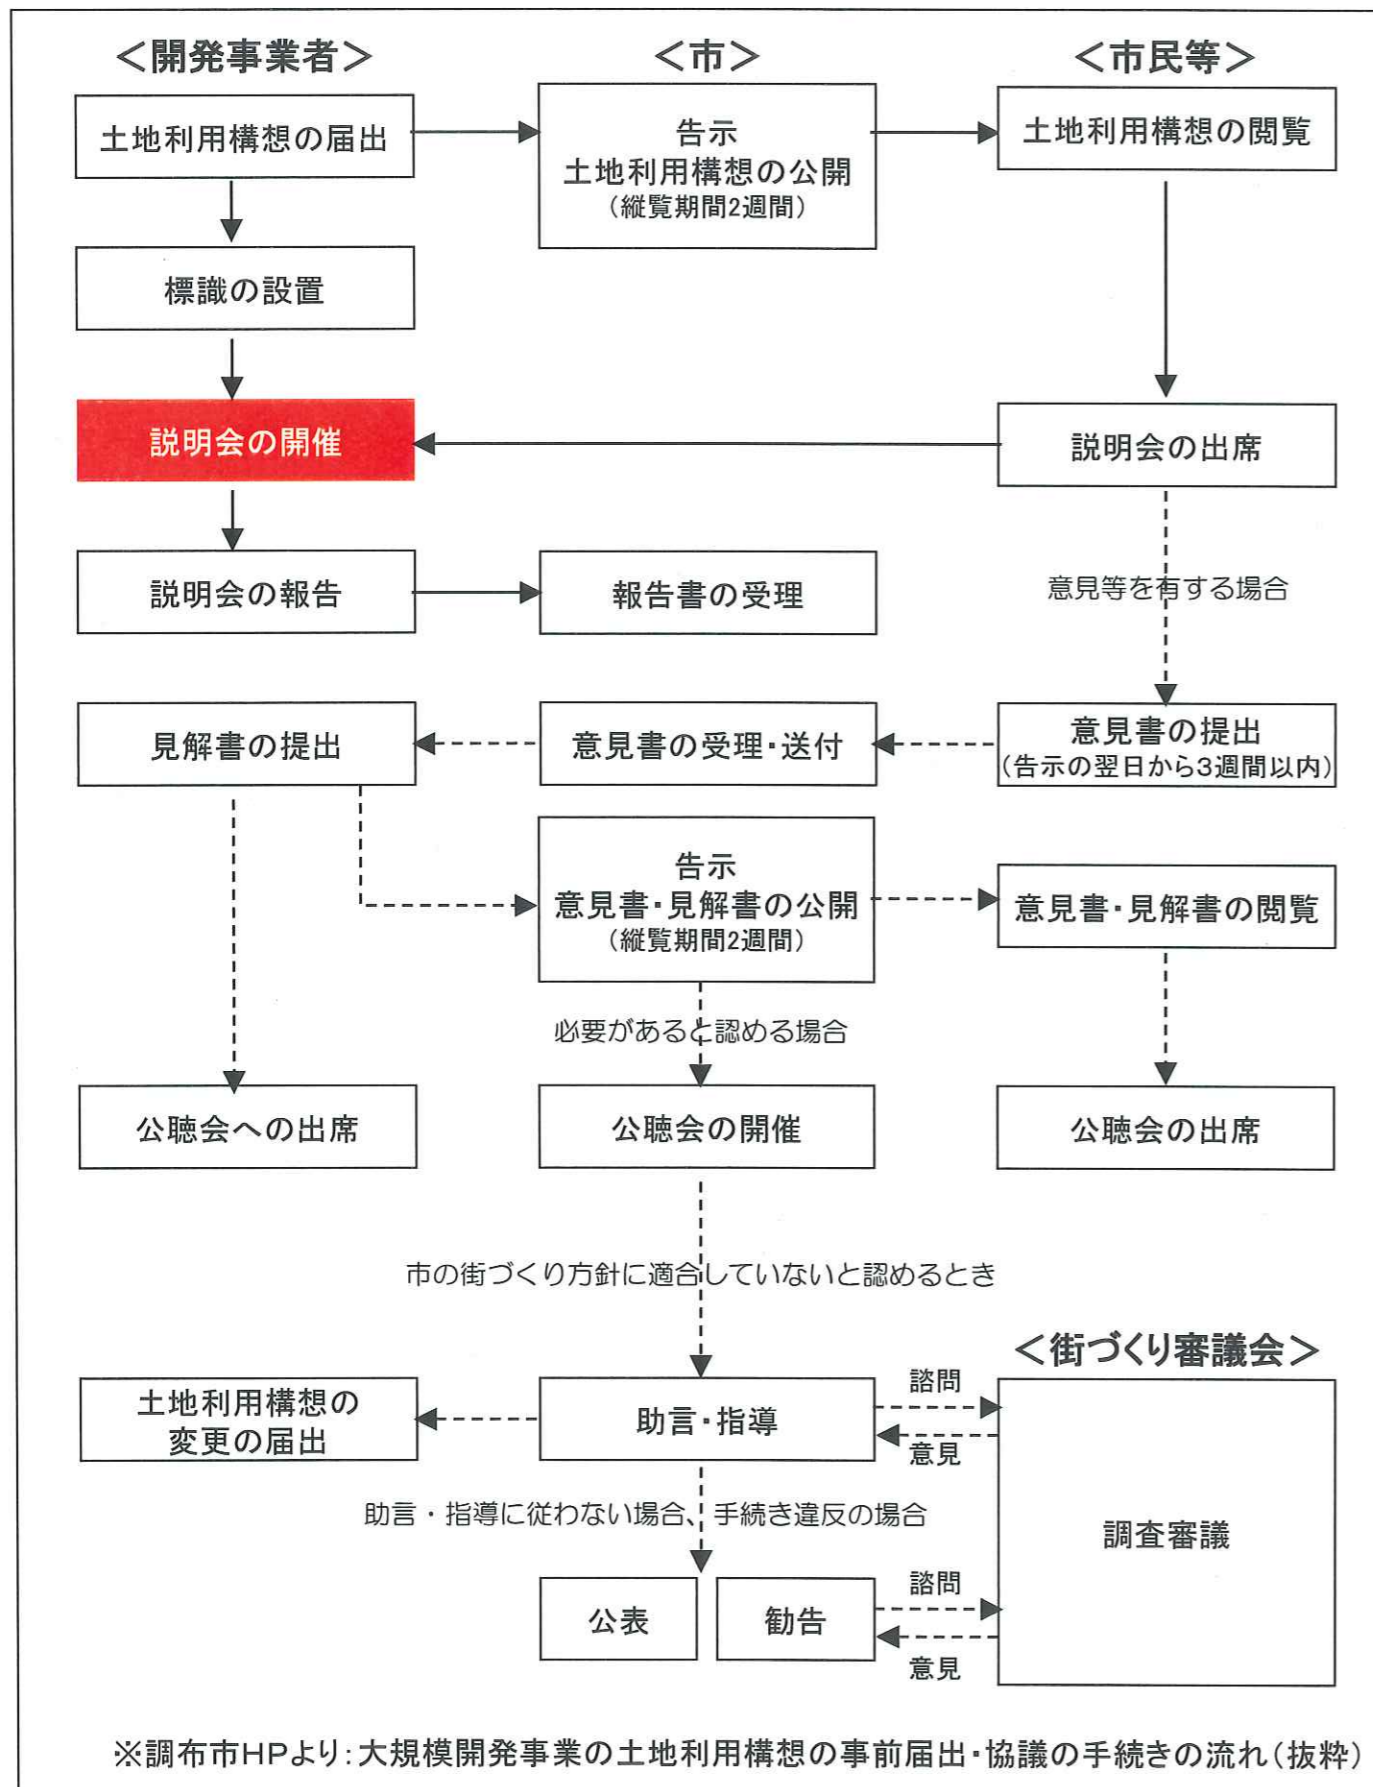 ＜開発事業者＞
＜市＞
＜市民等＞
土地利用構想の届出
告示
土地利用構想の公開
（縦覧期間2週間）
土地利用構想の閲覧
標識の設置
説明会の開催
説明会の出席
説明会の報告
報告書の受理
意見等を有する場合
見解書の提出
意見書の受理・送付
意見書の提出
（告示の翌日から3週間以内）
告示
意見書・見解書の公開
（縦覧期間2週間）
意見書・見解書の閲覧
必要があると認める場合
公聴会への出席
公聴会の開催
公聴会の出席
市の街づくり方針に適合していないと認めるとき
＜街づくり審議会＞
土地利用構想の
変更の届出
助言・指導
諮問
意見
助言・指導に従わない場合、手続き違反の場合
調査審議
公表
勧告
諮問
意見
※調布市HPより：大規模開発事業の土地利用構想の事前届出・協議の手続きの流れ（抜粋）